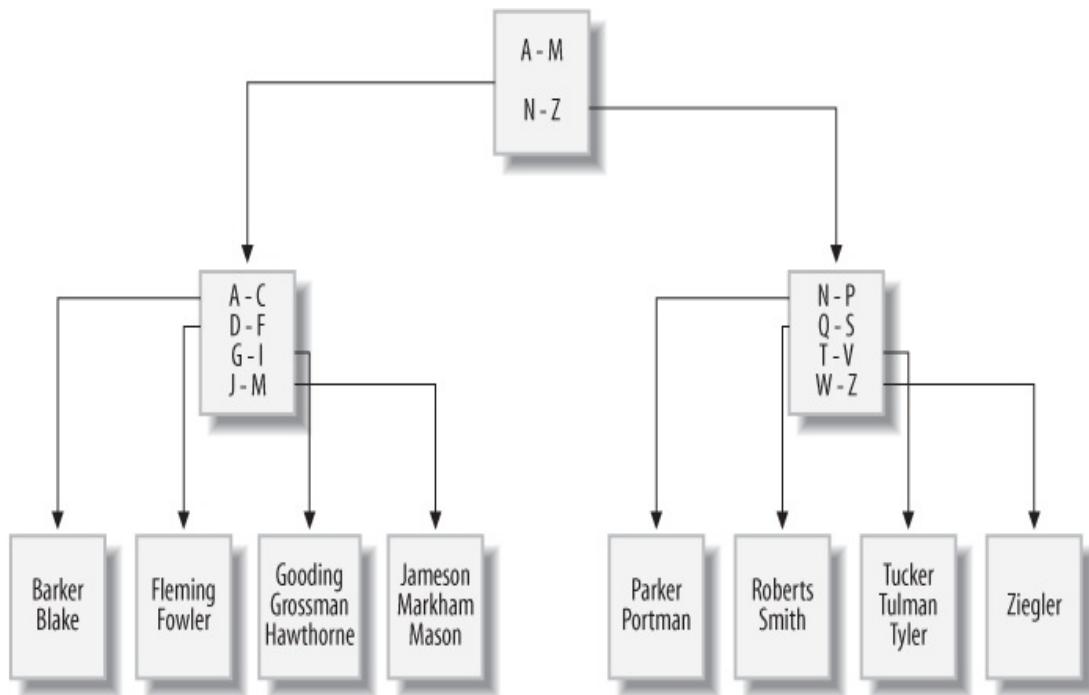 A - M
N - Z
A - C
D - F
G - I
J - M
N - P
Q - S
T - V
W - Z
Barker
Blake
Fleming
Fowler
Gooding
Grossman
Hawthorne
Jameson
Markham
Mason
Parker
Portman
Roberts
Smith
Tucker
Tulman
Tyler
Ziegler